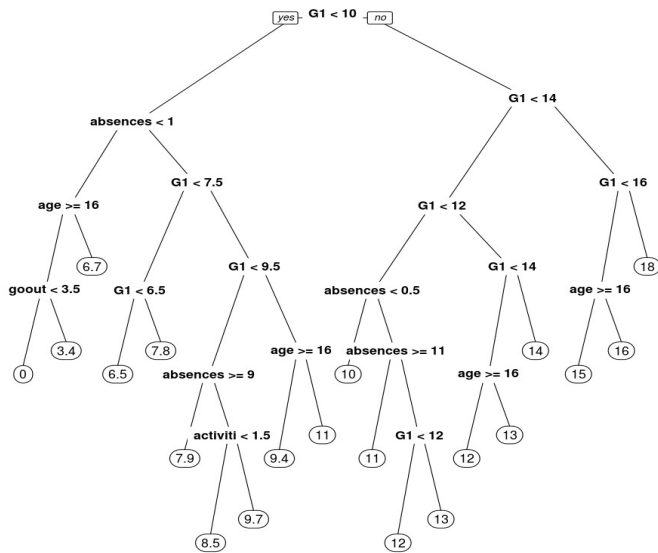 yes G1 < 10 no
G1 < 14
absences < 1
G1 < 7.5 G1 < 16
age >= 16 G1 < 12
6.7 G1 < 9.5 G1 < 14 18
goout < 3.5 G1 < 6.5 absences < 0.5 age >= 16
3.4 7.8 age >= 16 absences >= 11 14 16
0 6.5 absences >= 9 10 age >= 16 15
activiti < 1.5 11 G1 < 12 13
7.9 9.4 11 12
9.7 13
8.5 12